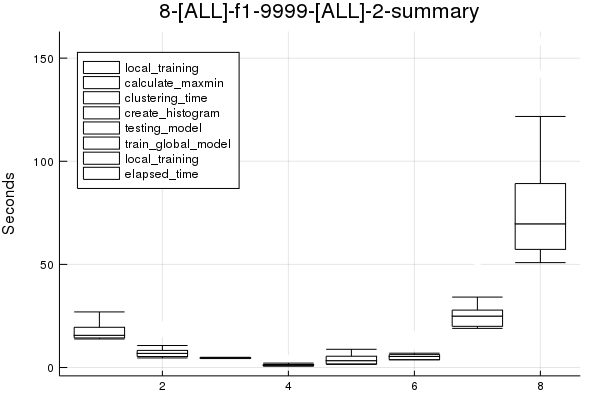 8-[ALL]-f1-9999-[ALL]-2-summary
Seconds
150
100
50
0
local_training
calculate_maxmin
clustering_time
create_histogram
testing_model
train_global_model
local_training
elapsed_time
2
4
6
8